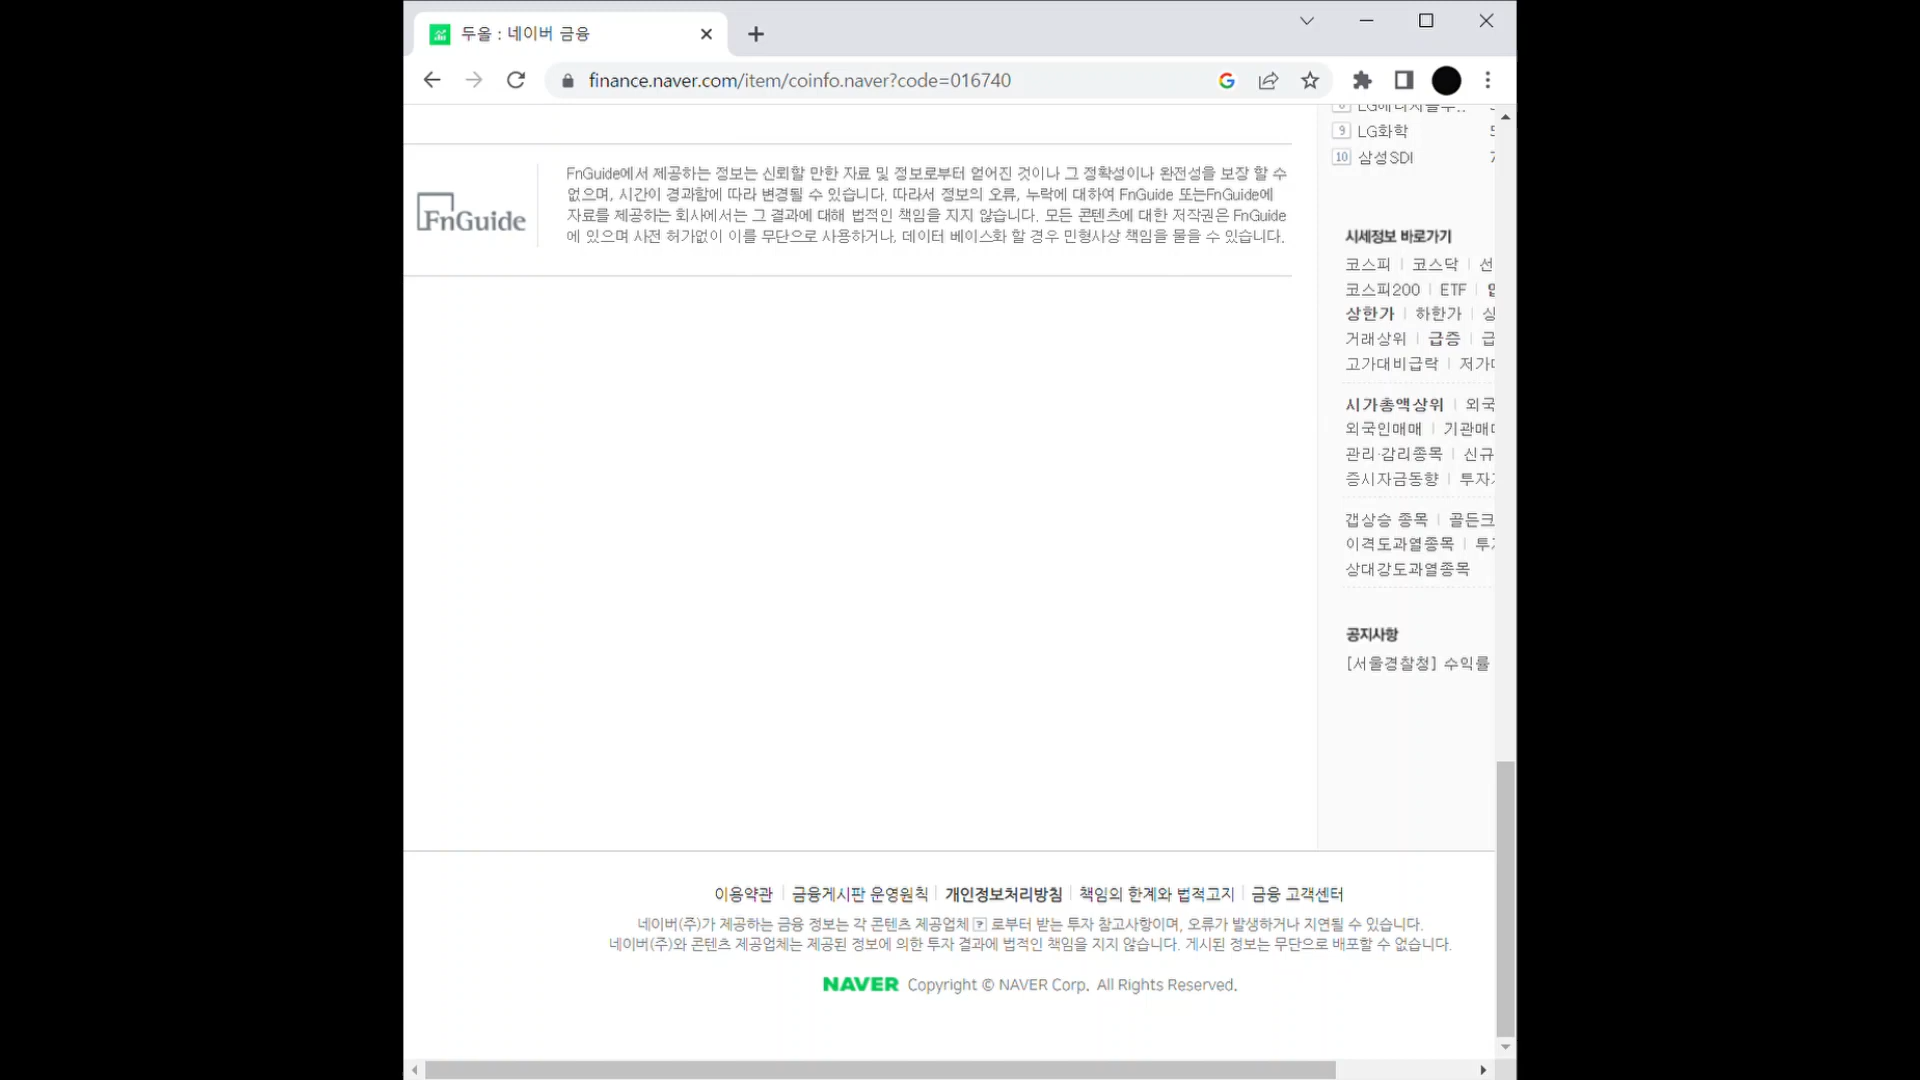 두올 : 네이버 금융
finance.naver.com/item/coinfo.naver?code=016740
9 LG화학
10 삼성SDI
FnGuide
FnGuide에서 제공하는 정보는 신뢰할 만한 자료 및 정보로부터 얻어진 것이나 그 정확성이나 완전성을 보장 할 수
없으며, 시간이 경과함에 따라 변경될 수 있습니다. 따라서 정보의 오류, 누락에 대하여 FnGuide 또는FnGuide에
자료를 제공하는 회사에서는 그 결과에 대해 법적인 책임을 지지 않습니다. 모든 콘텐츠에 대한 저작권은 FnGuide
에 있으며 사전 허가없이 이를 무단으로 사용하거나, 데이터 베이스화 할 경우 민형사상 책임을 물을 수 있습니다.
시세정보 바로가기
코스피 | 코스닥 | 선
코스피200 | ETF |
상한가 | 하한가 |
거래상위 | 급증 | 급
고가대비급락 |
시가총액상위 | 외국
외국인매매 |
관리·감리종목 | 신규
증시자금동향 |
갭상승 종목 |
이격도과열종목 |
상대강도과열종목
공지사항
[서울경찰청] 수익률
이용약관 | 금융게시판 운영원칙 | 개인정보처리방침 | 책임의 한계와 법적고지 | 금융 고객센터
네이버(주)가 제공하는 금융 정보는 각 콘텐츠 제공업체 ? 로부터 받는 투자 참고사항이며, 오류가 발생하거나 지연될 수 있습니다.
네이버(주)와 콘텐츠 제공업체는 제공된 정보에 의한 투자 결과에 법적인 책임을 지지 않습니다. 게시된 정보는 무단으로 배포할 수 없습니다.
NAVER Copyright © NAVER Corp. All Rights Reserved.